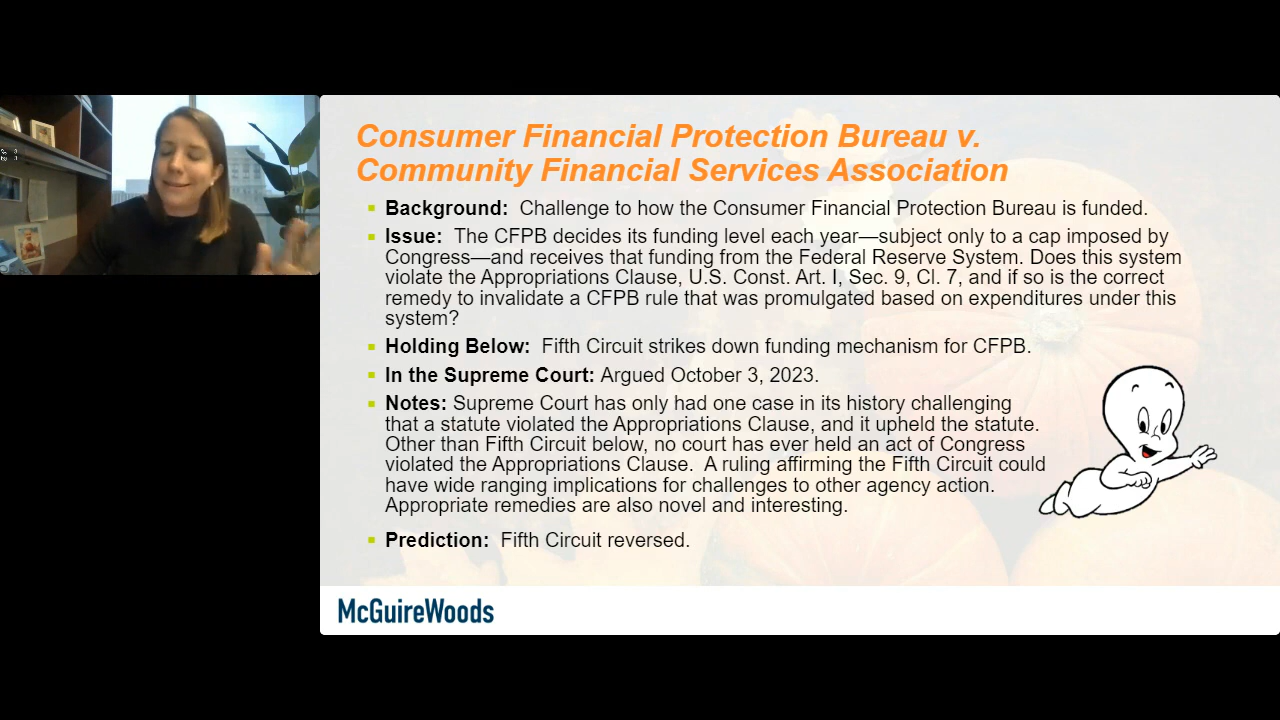 Consumer Financial Protection Bureau v.
Community Financial Services Association
Background: Challenge to how the Consumer Financial Protection Bureau is funded.
Issue: The CFPB decides its funding level each year—subject only to a cap imposed by
Congress—and receives that funding from the Federal Reserve System. Does this system
violate the Appropriations Clause, U.S. Const. Art. I, Sec. 9, Cl. 7, and if so is the correct
remedy to invalidate a CFPB rule that was promulgated based on expenditures under this
system?
Holding Below: Fifth Circuit strikes down funding mechanism for CFPB.
In the Supreme Court: Argued October 3, 2023.
Notes: Supreme Court has only had one case in its history challenging
that a statute violated the Appropriations Clause, and it upheld the statute.
Other than Fifth Circuit below, no court has ever held an act of Congress
violated the Appropriations Clause. A ruling affirming the Fifth Circuit could
have wide ranging implications for challenges to other agency action.
Appropriate remedies are also novel and interesting.
Prediction: Fifth Circuit reversed.
McGuireWoods